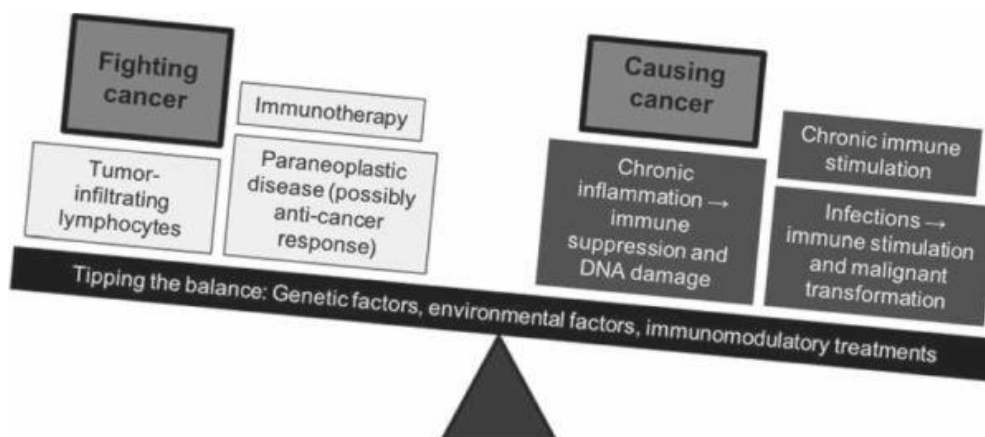 Fighting
cancer
Immunotherapy
Tumor-
infiltrating
lymphocytes
Paraneoplastic
disease (possibly
anti-cancer
response)
Causing
cancer
Chronic
inflammation →
immune
suppression and
DNA damage
Chronic immune
stimulation
Infections →
immune stimulation
and malignant
transformation
Tipping the balance: Genetic factors, environmental factors, immunomodulatory treatments